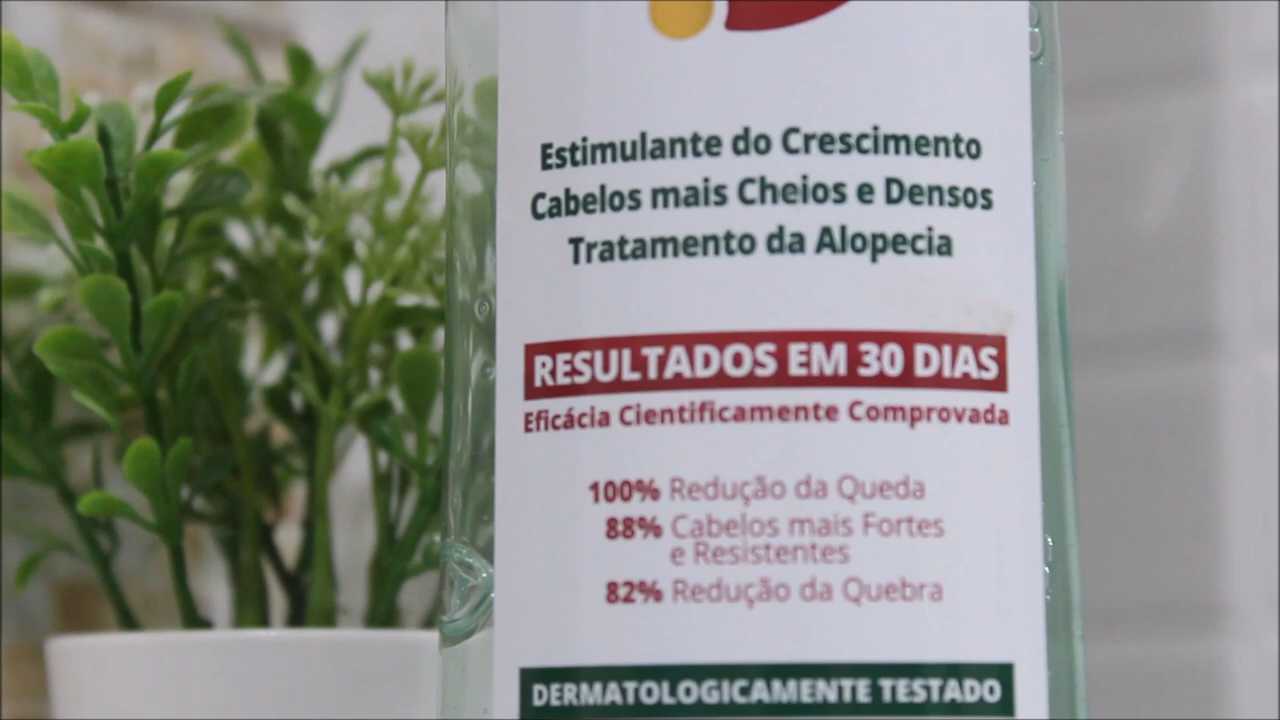 Estimulante do Crescimento
Cabelos mais Cheios e Densos
Tratamento da Alopecia
RESULTADOS EM 30 DIAS
Eficácia Cientificamente Comprovada
100% Redução da Queda
88% Cabelos mais Fortes
e Resistentes
82% Redução da Quebra
DERMATOLOGICAMENTE TESTADO